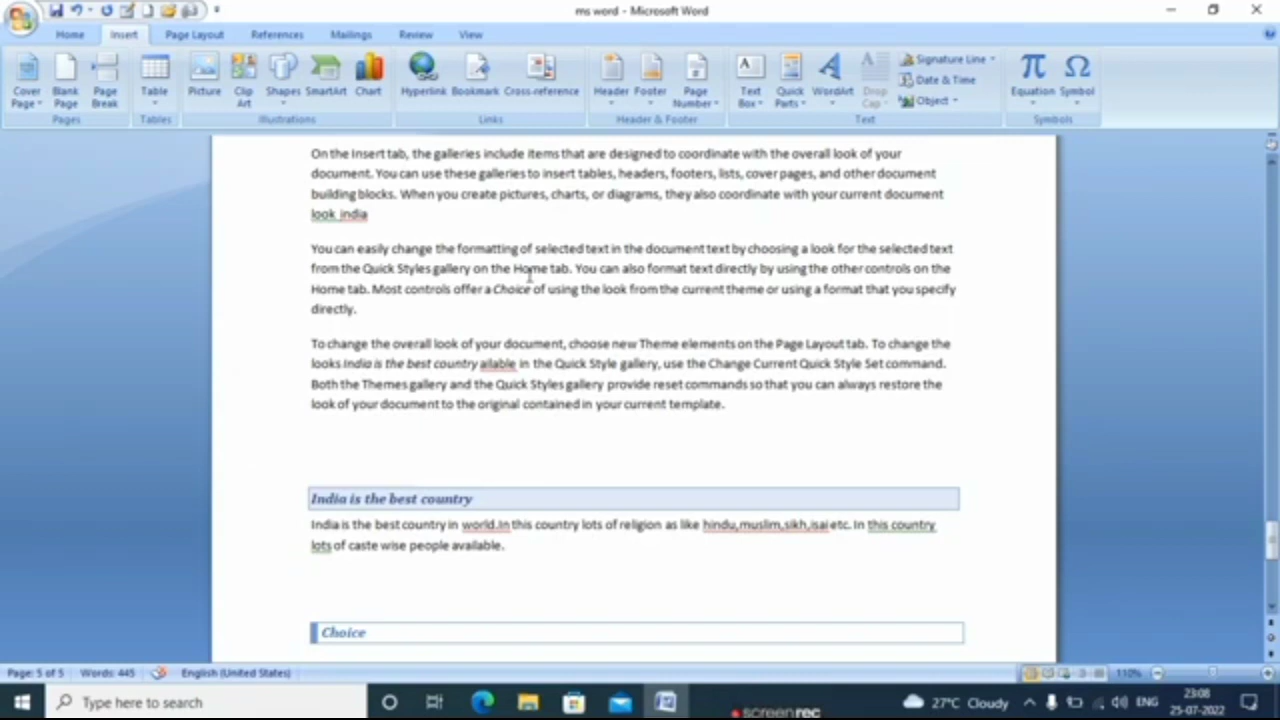 ms word - Microsoft Word
Home Insert Page Layout References Mailings Review View
Cover Page Blank Page Page Break Table Picture Clip Art Shapes SmartArt Chart Hyperlink Bookmark Cross-reference Header Footer Page Number Text Box Quick Parts WordArt Drop Cap Signature Line Date & Time Object Equation Symbol
Pages Tables Illustrations Links Header & Footer Text Symbols
On the Insert tab, the galleries include items that are designed to coordinate with the overall look of your
document. You can use these galleries to insert tables, headers, footers, lists, cover pages, and other document
building blocks. When you create pictures, charts, or diagrams, they also coordinate with your current document
look india
You can easily change the formatting of selected text in the document text by choosing a look for the selected text
from the Quick Styles gallery on the Home tab. You can also format text directly by using the other controls on the
Home tab. Most controls offer a Choice of using the look from the current theme or using a format that you specify
directly.
To change the overall look of your document, choose new Theme elements on the Page Layout tab. To change the
looks India is the best country ailable in the Quick Style gallery, use the Change Current Quick Style Set command.
Both the Themes gallery and the Quick Styles gallery provide reset commands so that you can always restore the
look of your document to the original contained in your current template.
India is the best country
India is the best country in world.In this country lots of religion as like hindu,muslim,sikh,isai etc. In this country
lots of caste wise people available.
Choice
Page: 5 of 5 Words: 445 English (United States) 110%
Type here to search 27°C Cloudy ENG 23:08
25-07-2022
screenrec